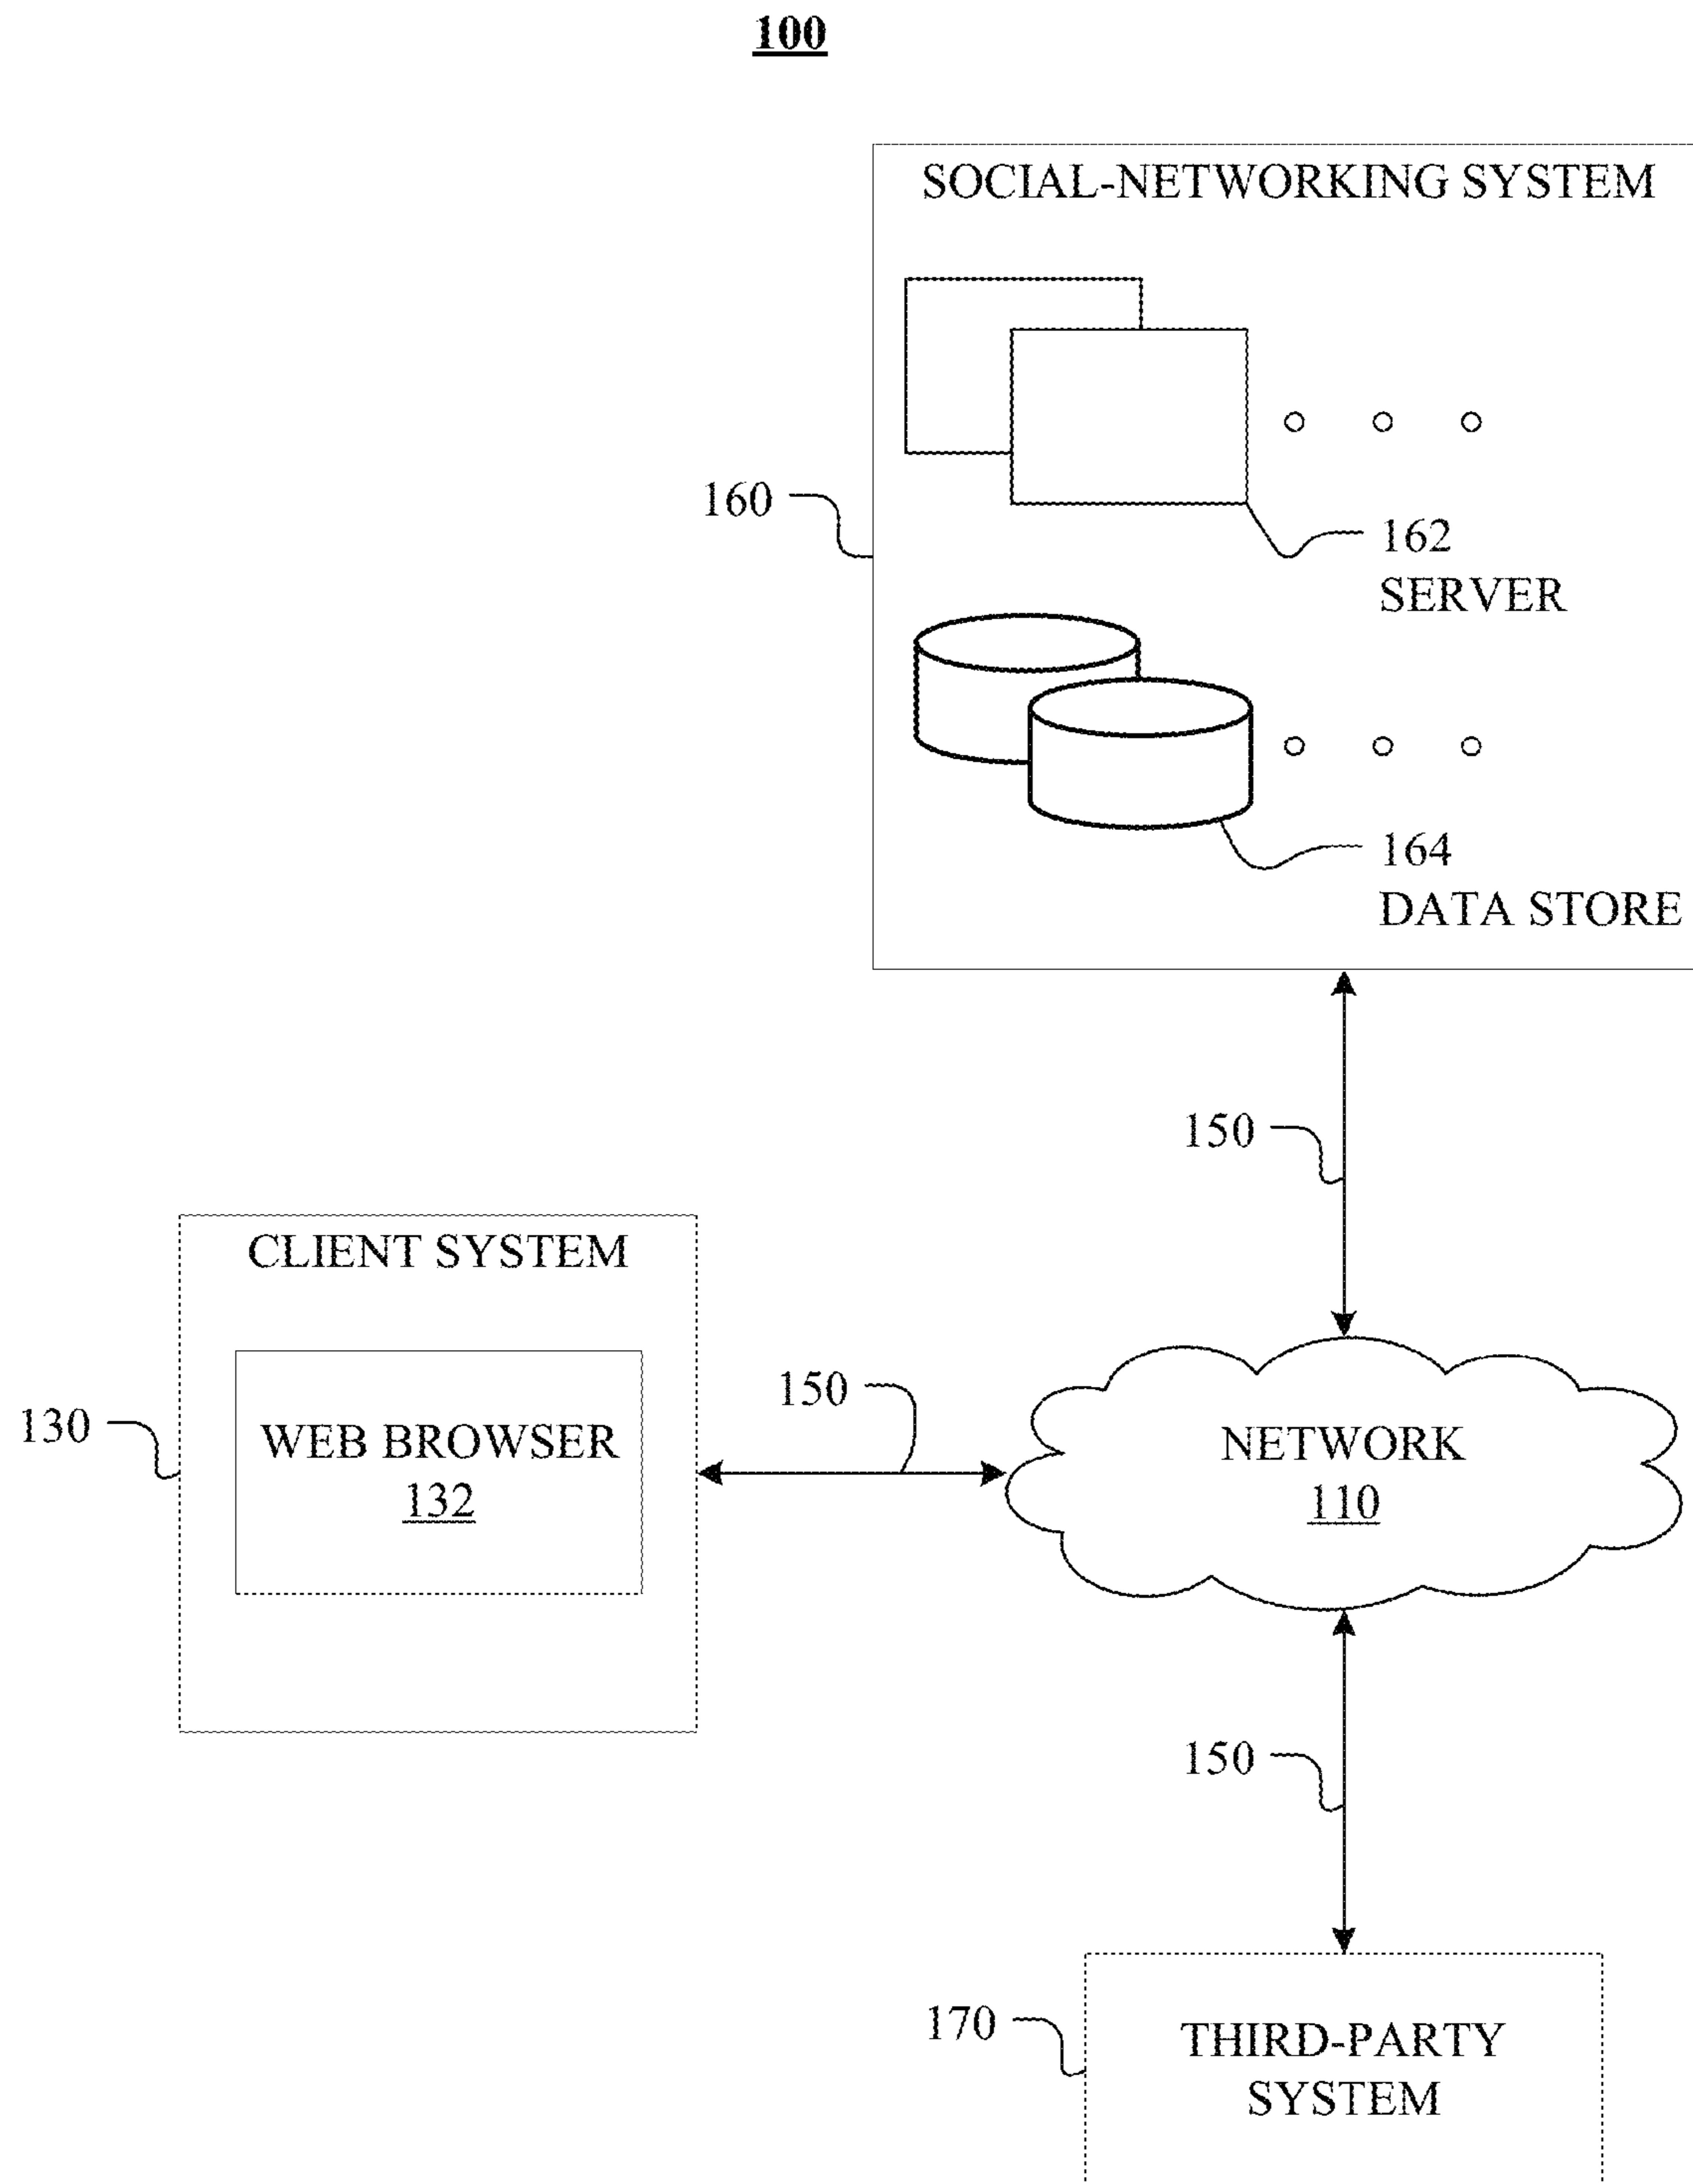 100
SOCIAL-NETWORKING SYSTEM
160
162
SERVER
164
DATA STORE
150
CLIENT SYSTEM
WEB BROWSER
132
130
150
NETWORK
110
150
170
THIRD-PARTY
SYSTEM